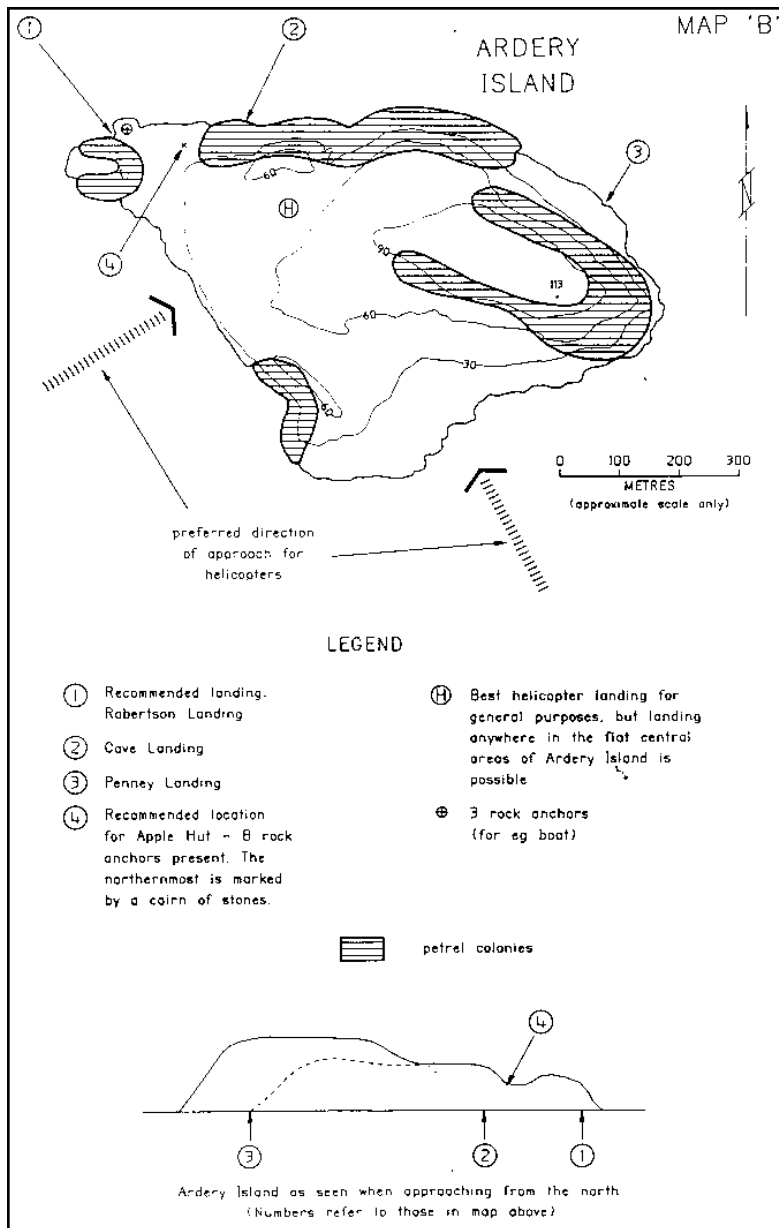 MAP 'B'
ARDERY
ISLAND
1
2
3
4
H
60
90
113
60
30
60
N
0 100 200 300
METRES
(approximate scale only)
preferred direction
of approach for
helicopters
LEGEND
1 Recommended landing.
Robertson Landing
2 Cave Landing
3 Penney Landing
4 Recommended location
for Apple Hut - 8 rock
anchors present. The
northernmost is marked
by a cairn of stones.
H Best helicopter landing for
general purposes, but landing
anywhere in the flat central
areas of Ardery Island is
possible
3 rock anchors
(for eg boat)
petrel colonies
4
3 2 1
Ardery Island as seen when approaching from the north
(Numbers refer to those in map above)